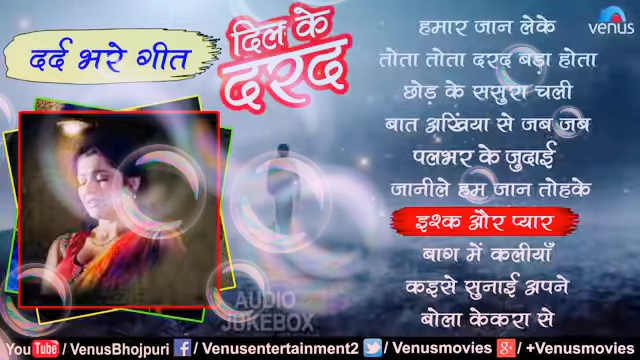 दर्द भरे गीत
दिल के
दरद
venus
हमार जान लेके
तोता तोता दरद बड़ा होता
छोड़ के ससुरा चली
बात अखिंया से जब जब
पलभर के जुदाई
जानीले हम जान तोहके
इश्क और प्यार
बाग में कलीयाँ
कइसे सुनाई अपने
बोला केकरा से
AUDIO
JUKEBOX
You Tube / VenusBhojpuri f / Venusentertainment2 / Venusmovies g+ / +Venusmovies